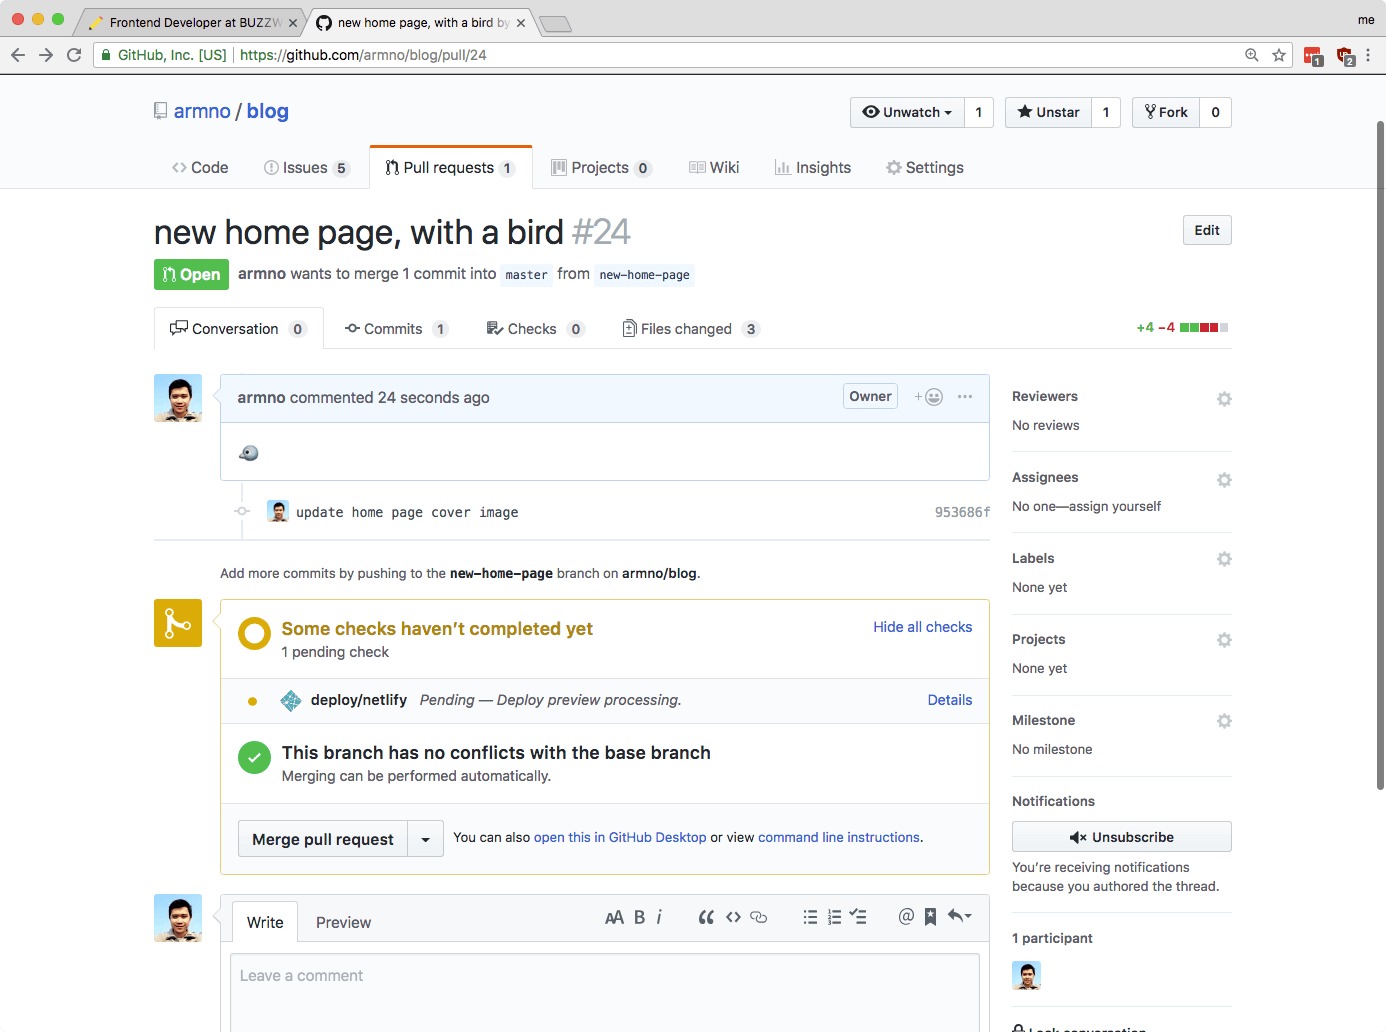 Frontend Developer at BUZZW
new home page, with a bird by
me
GitHub, Inc. [US]
https://github.com/armno/blog/pull/24
1
2
armno / blog
Unwatch 1
Unstar 1
Fork 0
Code
Issues 5
Pull requests 1
Projects 0
Wiki
Insights
Settings
new home page, with a bird #24
Edit
Open
armno wants to merge 1 commit into master from new-home-page
Conversation 0
Commits 1
Checks 0
Files changed 3
+4 −4
armno commented 24 seconds ago
Owner
+
update home page cover image
953686f
Add more commits by pushing to the new-home-page branch on armno/blog.
Some checks haven’t completed yet
Hide all checks
1 pending check
deploy/netlify Pending — Deploy preview processing.
Details
This branch has no conflicts with the base branch
Merging can be performed automatically.
Merge pull request
You can also open this in GitHub Desktop or view command line instructions.
Write
Preview
AA B i
Leave a comment
Reviewers
No reviews
Assignees
No one—assign yourself
Labels
None yet
Projects
None yet
Milestone
No milestone
Notifications
Unsubscribe
You’re receiving notifications
because you authored the thread.
1 participant
Lock conversation